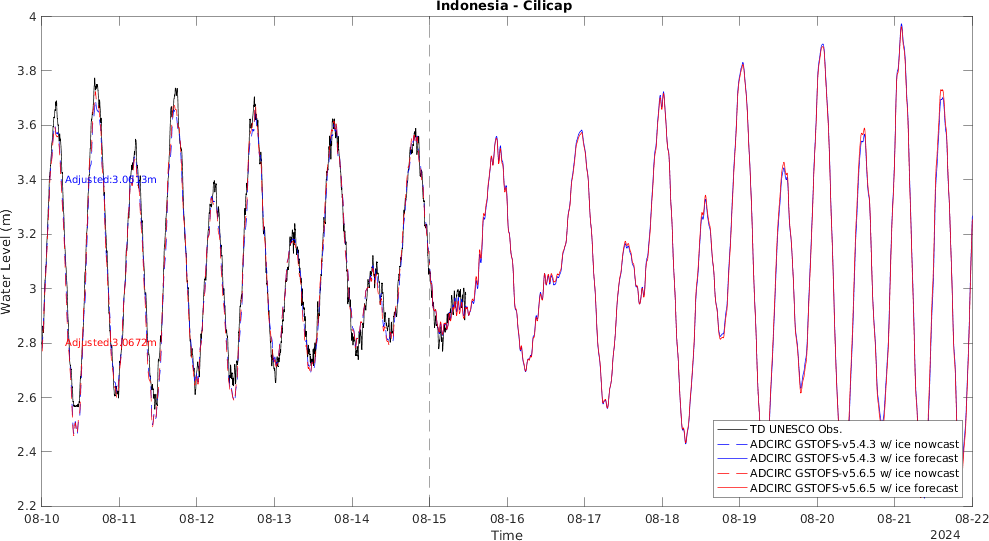 Indonesia - Cilicap
4
3.8
3.6
3.4
3.2
3
2.8
2.6
2.4
2.2
Water Level (m)
Adjusted:3.0613m
Adjusted:3.0672m
TD UNESCO Obs.
ADCIRC GSTOFS-v5.4.3 w/ ice nowcast
ADCIRC GSTOFS-v5.4.3 w/ ice forecast
ADCIRC GSTOFS-v5.6.5 w/ ice nowcast
ADCIRC GSTOFS-v5.6.5 w/ ice forecast
08-10 08-11 08-12 08-13 08-14 08-15 08-16 08-17 08-18 08-19 08-20 08-21 08-22
Time
2024